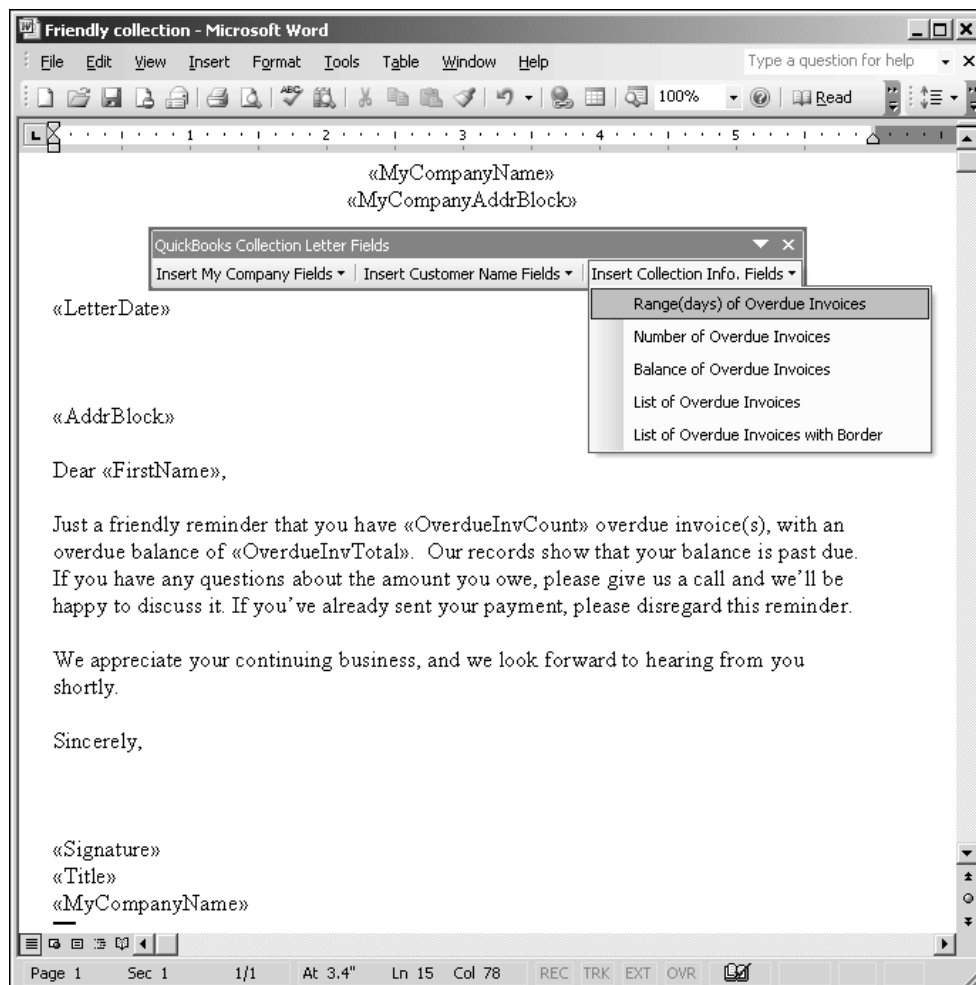 Friendly collection - Microsoft Word
File Edit View Insert Format Tools Table Window Help Type a question for help
100% Read
1 2 3 4 5
«MyCompanyName»
«MyCompanyAddrBlock»
QuickBooks Collection Letter Fields
Insert My Company Fields Insert Customer Name Fields Insert Collection Info. Fields
Range(days) of Overdue Invoices
Number of Overdue Invoices
Balance of Overdue Invoices
List of Overdue Invoices
List of Overdue Invoices with Border
«LetterDate»
«AddrBlock»
Dear «FirstName»,
Just a friendly reminder that you have «OverdueInvCount» overdue invoice(s), with an
overdue balance of «OverdueInvTotal».  Our records show that your balance is past due.
If you have any questions about the amount you owe, please give us a call and we’ll be
happy to discuss it. If you’ve already sent your payment, please disregard this reminder.
We appreciate your continuing business, and we look forward to hearing from you
shortly.
Sincerely,
«Signature»
«Title»
«MyCompanyName»
Page 1 Sec 1 1/1 At 3.4" Ln 15 Col 78 REC TRK EXT OVR